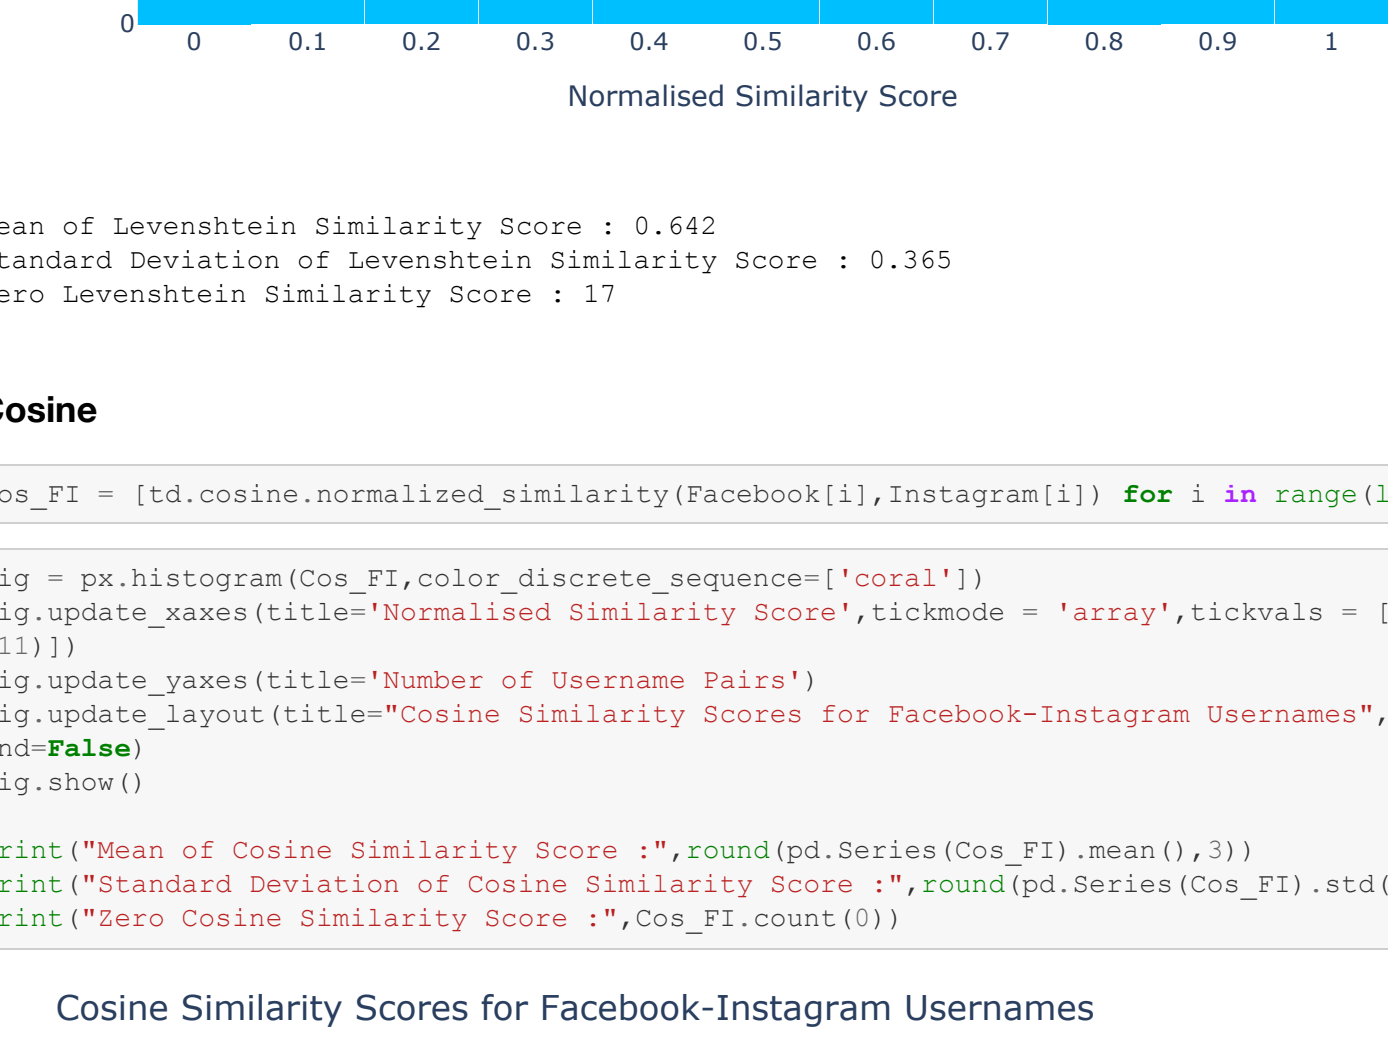 0
0 0.1 0.2 0.3 0.4 0.5 0.6 0.7 0.8 0.9 1
Normalised Similarity Score
ean of Levenshtein Similarity Score : 0.642
tandard Deviation of Levenshtein Similarity Score : 0.365
ero Levenshtein Similarity Score : 17
Cosine
os_FI = [td.cosine.normalized_similarity(Facebook[i],Instagram[i]) for i in range(l
ig = px.histogram(Cos_FI,color_discrete_sequence=['coral'])
ig.update_xaxes(title='Normalised Similarity Score',tickmode = 'array',tickvals = [
11)])
ig.update_yaxes(title='Number of Username Pairs')
ig.update_layout(title="Cosine Similarity Scores for Facebook-Instagram Usernames",
nd=False)
ig.show()
rint("Mean of Cosine Similarity Score :",round(pd.Series(Cos_FI).mean(),3))
rint("Standard Deviation of Cosine Similarity Score :",round(pd.Series(Cos_FI).std(
rint("Zero Cosine Similarity Score :",Cos_FI.count(0))
Cosine Similarity Scores for Facebook-Instagram Usernames